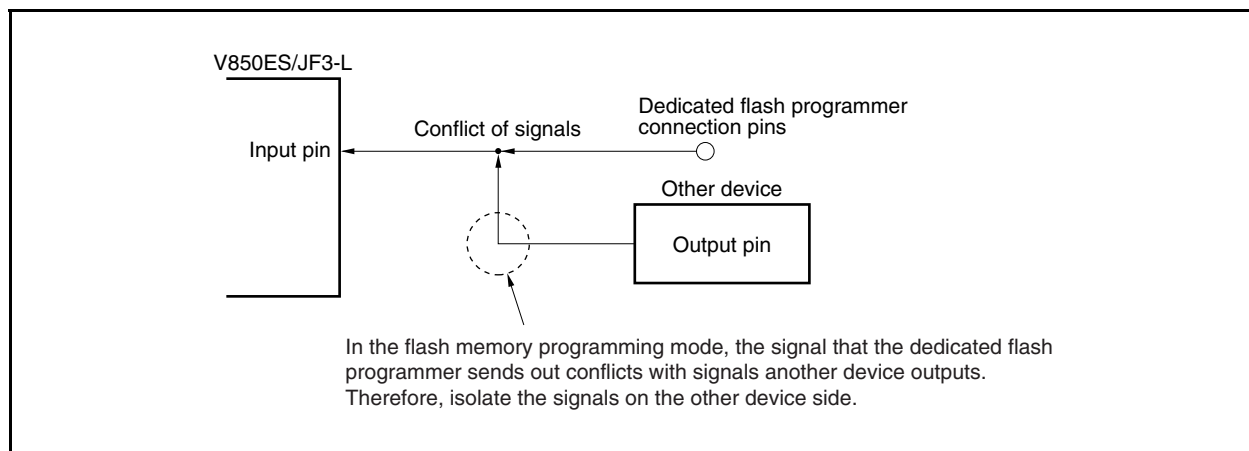 V850ES/JF3-L
Dedicated flash programmer
connection pins
Conflict of signals
Input pin
Other device
Output pin
In the flash memory programming mode, the signal that the dedicated flash
programmer sends out conflicts with signals another device outputs.
Therefore, isolate the signals on the other device side.